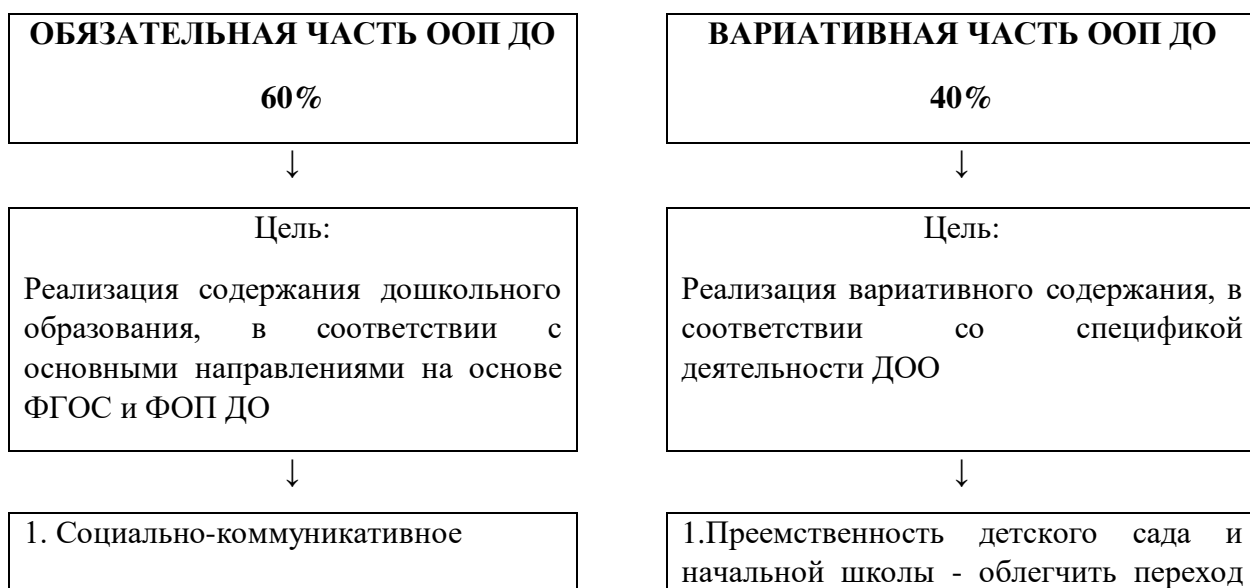 ОБЯЗАТЕЛЬНАЯ ЧАСТЬ ООП ДО
60%
↓
Цель:
Реализация содержания дошкольного
образования, в соответствии с
основными направлениями на основе
ФГОС и ФОП ДО
↓
1. Социально-коммуникативное
ВАРИАТИВНАЯ ЧАСТЬ ООП ДО
40%
↓
Цель:
Реализация вариативного содержания, в
соответствии со спецификой
деятельности ДОО
↓
1.Преемственность детского сада и
начальной школы - облегчить переход